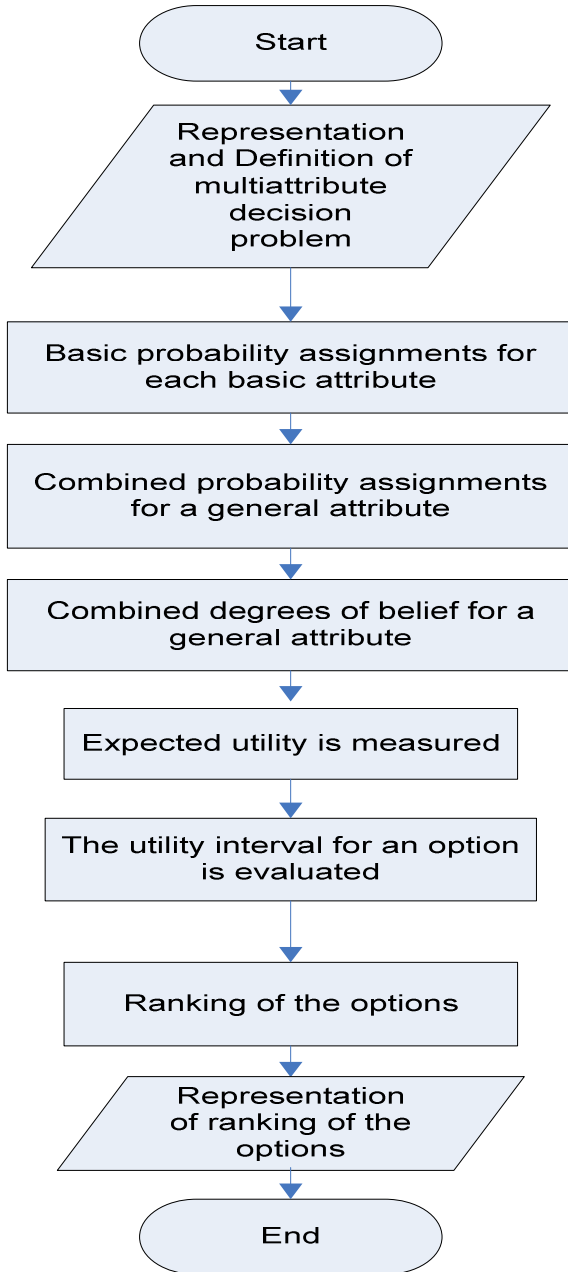 Start
Representation
and Definition of
multiattribute
decision
problem
Basic probability assignments for
each basic attribute
Combined probability assignments
for a general attribute
Combined degrees of belief for a
general attribute
Expected utility is measured
The utility interval for an option
is evaluated
Ranking of the options
Representation
of ranking of the
options
End